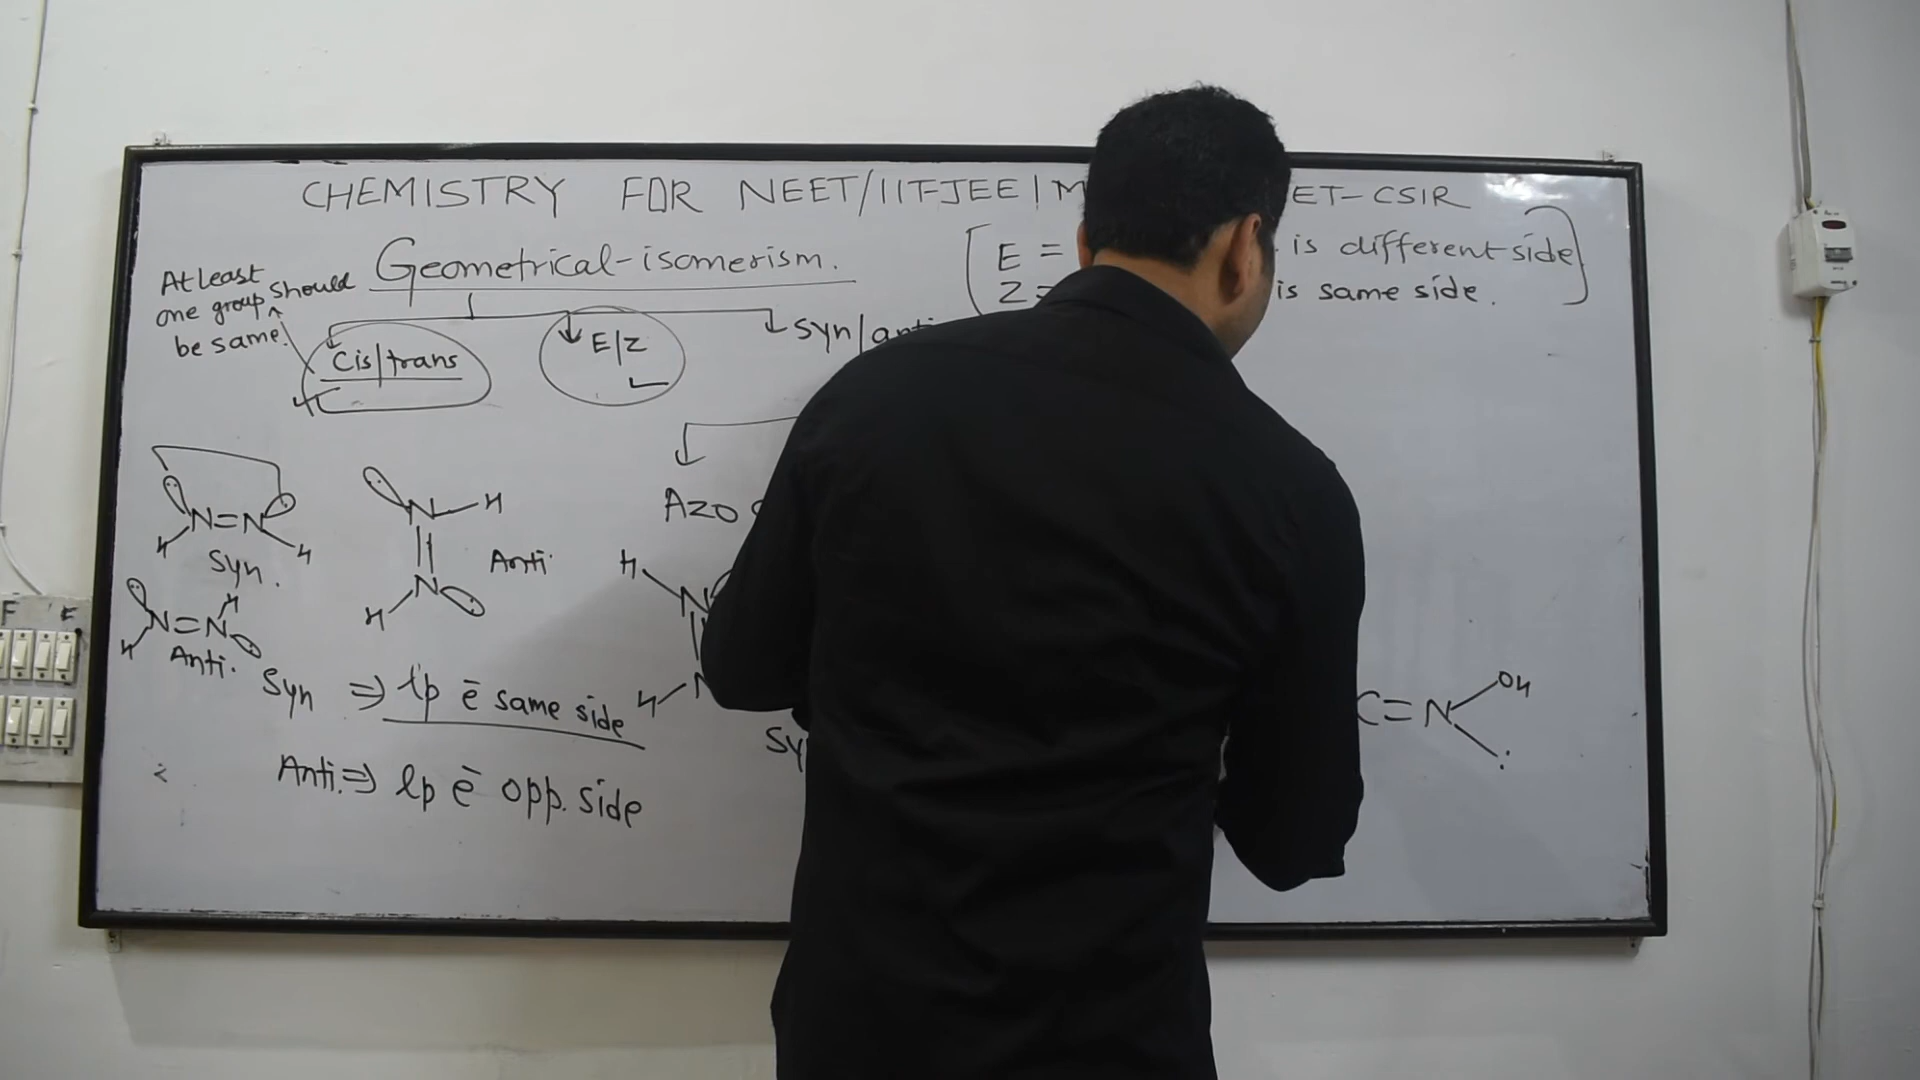 CHEMISTRY FOR NEET/IIT-JEE/ ET-CSIR
Geometrical-isomerism.
At least
one group should
be same.
Cis/trans
E/Z
Syn/anti
E = is different side
Z = is same side.
Azo
N=N
H H
Syn.
N H
N
H
Anti
H
N=N
H
Anti.
H
N
H
Sy
C=N
OH
Syn ⇒ lp ē same side
Anti. ⇒ lp ē opp. side
F F